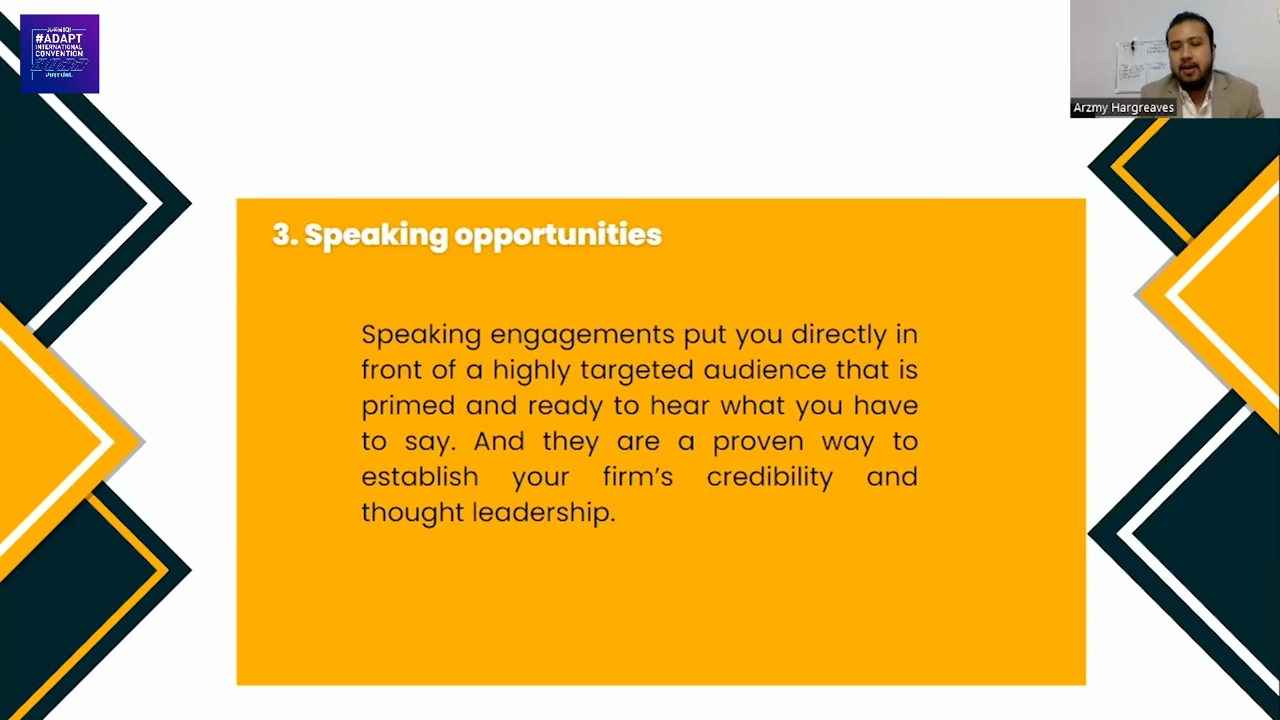 #ADAPT
INTERNATIONAL
CONVENTION
VIRTUAL
Arzmy Hargreaves
3. Speaking opportunities
Speaking engagements put you directly in
front of a highly targeted audience that is
primed and ready to hear what you have
to say. And they are a proven way to
establish your firm's credibility and
thought leadership.